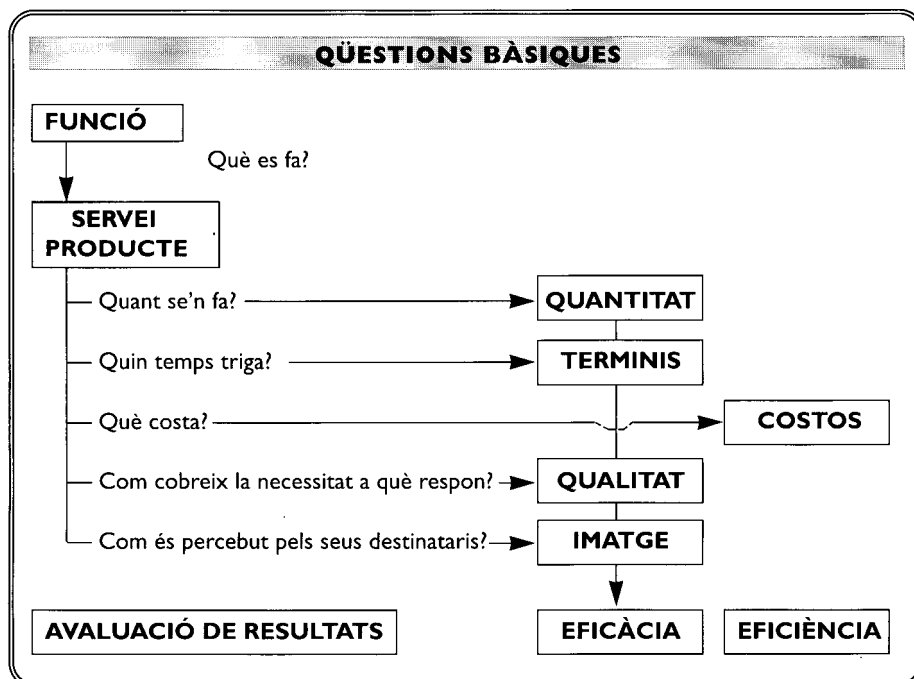 QÜESTIONS BÀSIQUES
FUNCIÓ
Què es fa?
SERVEI
PRODUCTE
Quant se'n fa?
QUANTITAT
Quin temps triga?
TERMINIS
Què costa?
COSTOS
Com cobreix la necessitat a què respon?
QUALITAT
Com és percebut pels seus destinataris?
IMATGE
AVALUACIÓ DE RESULTATS
EFICÀCIA
EFICIÈNCIA